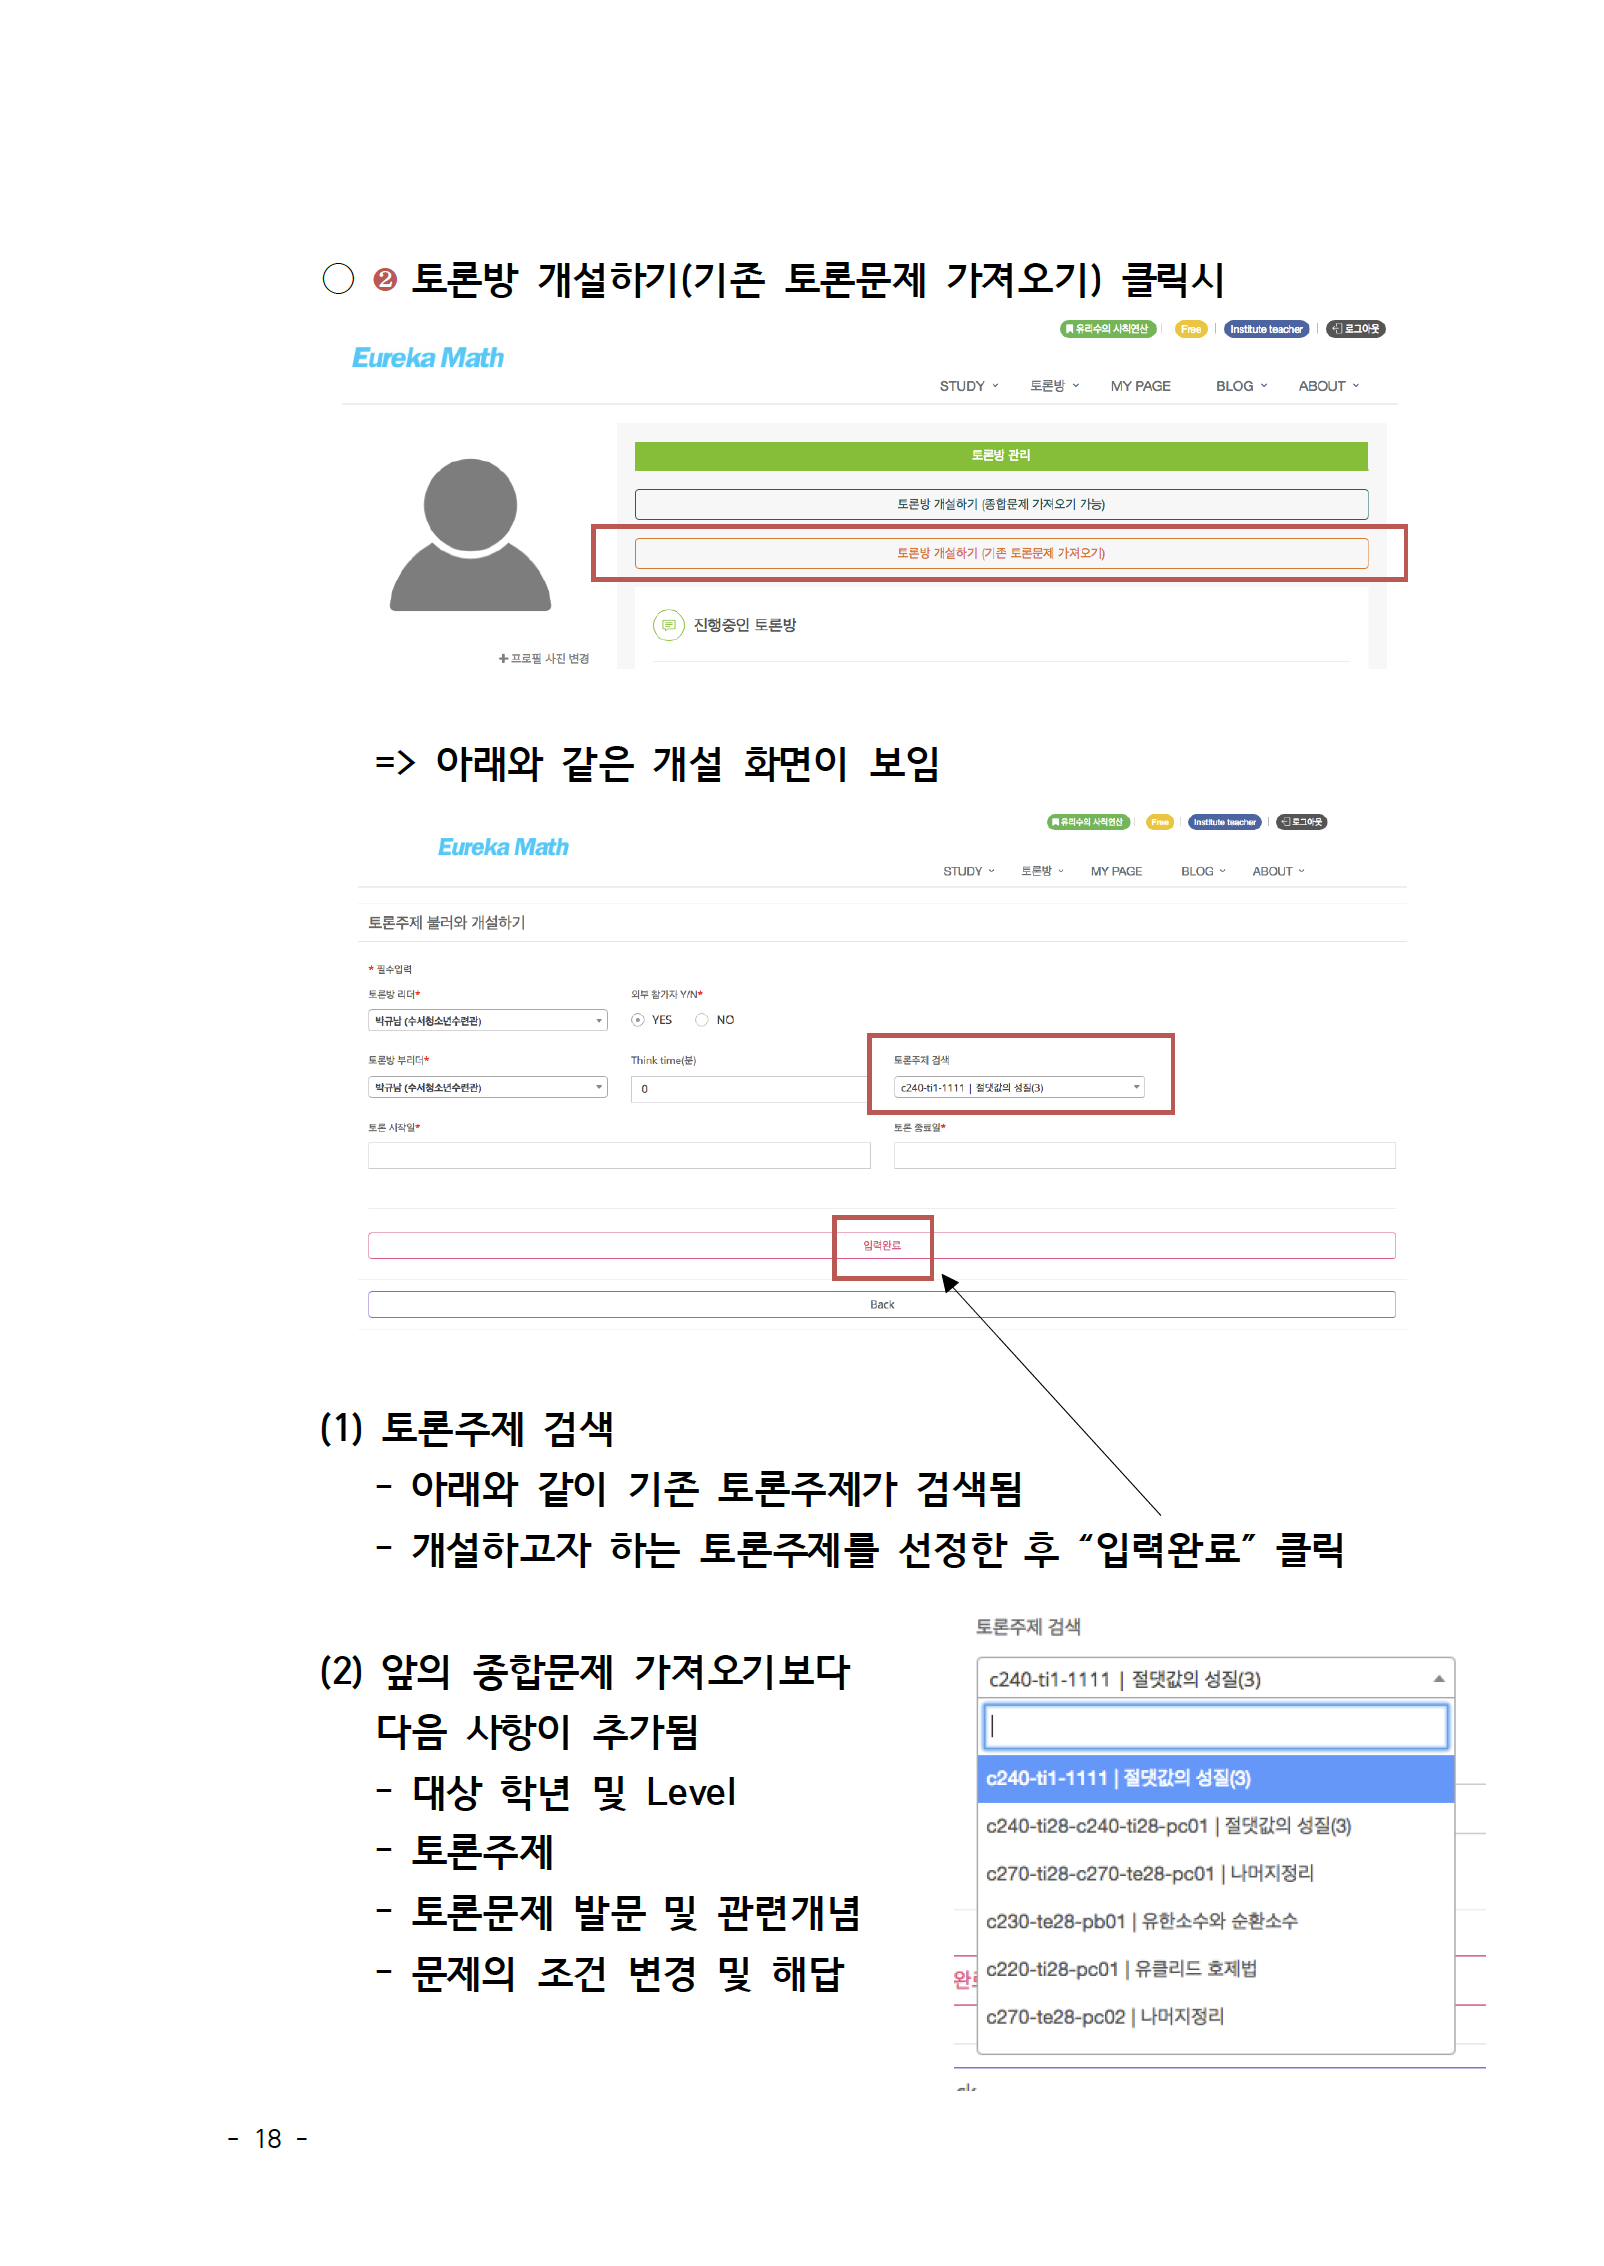 ○ ❷ 토론방 개설하기(기존 토론문제 가져오기) 클릭시
유리수의 사칙연산 | Free | Institute teacher | 로그아웃
Eureka Math
STUDY 토론방 MY PAGE BLOG ABOUT
토론방 관리
토론방 개설하기 (종합문제 가져오기 가능)
토론방 개설하기 (기존 토론문제 가져오기)
진행중인 토론방
+ 프로필 사진 변경
=> 아래와 같은 개설 화면이 보임
유리수의 사칙연산 | Free | Institute teacher | 로그아웃
Eureka Math
STUDY 토론방 MY PAGE BLOG ABOUT
토론주제 불러와 개설하기
* 필수입력
토론방 리더* 외부 참가자 Y/N*
박규남 (수서청소년수련관) YES NO
토론방 부리더* Think time(분) 토론주제 검색
박규남 (수서청소년수련관) 0 c240-ti1-1111 | 절댓값의 성질(3)
토론 시작일* 토론 종료일*
입력완료
Back
(1) 토론주제 검색
- 아래와 같이 기존 토론주제가 검색됨
- 개설하고자 하는 토론주제를 선정한 후 “입력완료” 클릭
(2) 앞의 종합문제 가져오기보다
다음 사항이 추가됨
- 대상 학년 및 Level
- 토론주제
- 토론문제 발문 및 관련개념
- 문제의 조건 변경 및 해답
토론주제 검색
c240-ti1-1111 | 절댓값의 성질(3)
c240-ti1-1111 | 절댓값의 성질(3)
c240-ti28-c240-ti28-pc01 | 절댓값의 성질(3)
c270-ti28-c270-te28-pc01 | 나머지정리
c230-te28-pb01 | 유한소수와 순환소수
c220-ti28-pc01 | 유클리드 호제법
c270-te28-pc02 | 나머지정리
- 18 -